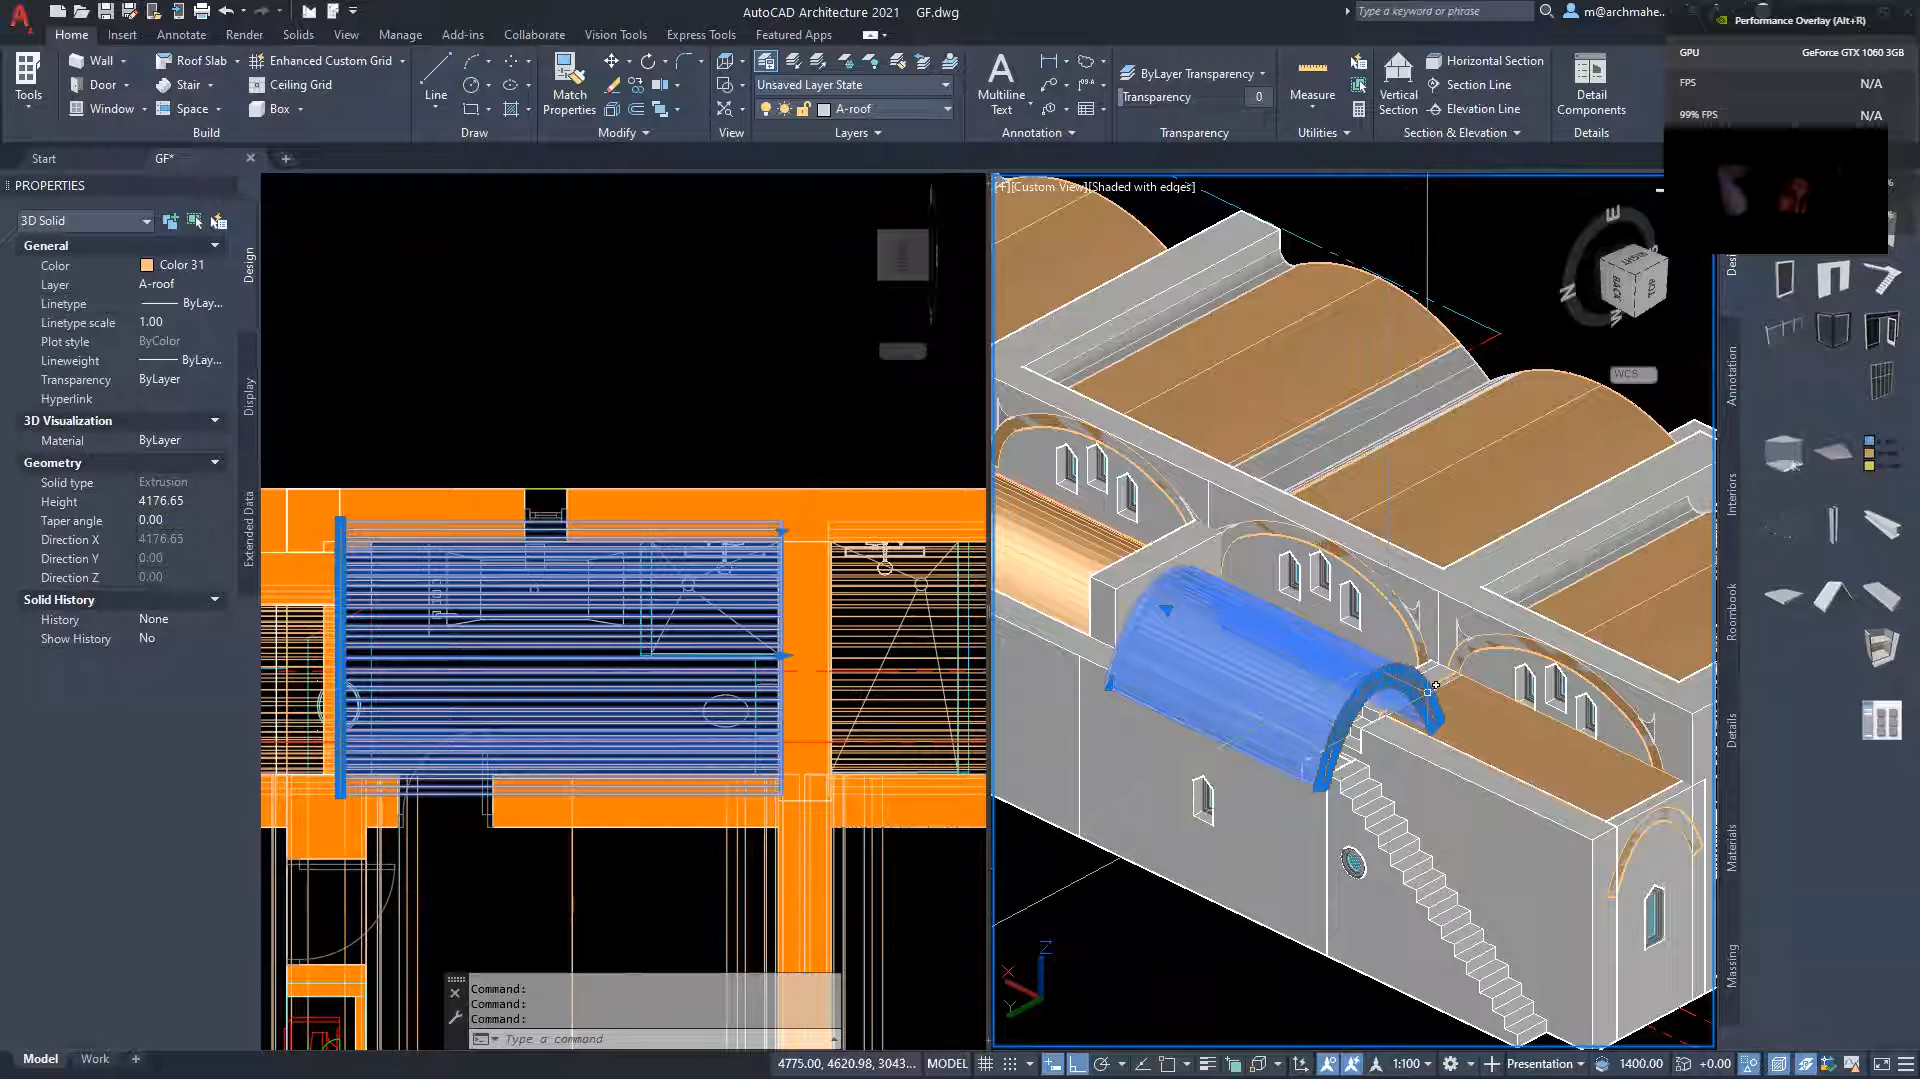 AutoCAD Architecture 2021    GF.dwg
Type a keyword or phrase
m@archmahe...
Performance Overlay (Alt+R)
GPU    GeForce GTX 1060 3GB
FPS    N/A
99% FPS    N/A
Home    Insert    Annotate    Render    Solids    View    Manage    Add-ins    Collaborate    Vision Tools    Express Tools    Featured Apps
Tools
Wall    Roof Slab    Enhanced Custom Grid
Door    Stair    Ceiling Grid
Window    Space    Box
Build
Line
Draw
Match Properties
Modify
View
Unsaved Layer State
A-roof
Layers
Multiline Text
Annotation
ByLayer Transparency
Transparency    0
Transparency
Measure
Utilities
Vertical Section
Horizontal Section
Section Line
Elevation Line
Section & Elevation
Detail Components
Details
Start    GF*
PROPERTIES
3D Solid
General
Color    Color 31
Layer    A-roof
Linetype    ByLay...
Linetype scale    1.00
Plot style    ByColor
Lineweight    ByLay...
Transparency    ByLayer
Hyperlink
3D Visualization
Material    ByLayer
Geometry
Solid type    Extrusion
Height    4176.65
Taper angle    0.00
Direction X    4176.65
Direction Y    0.00
Direction Z    0.00
Solid History
History    None
Show History    No
Design
Display
Extended Data
[+][Custom View][Shaded with edges]
E
N
W
RIGHT
BACK
TOP
WCS
Z
X
Y
Annotation
Interiors
Roombook
Details
Materials
Massing
Command:
Command:
Command:
Type a command
Model    Work
4775.00, 4620.98, 3043...    MODEL    1:100    Presentation    1400.00    +0.00